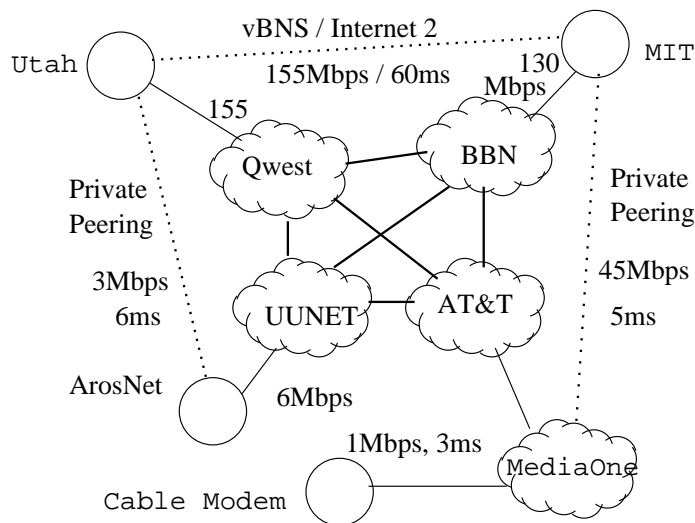 vBNS / Internet 2
Utah
MIT
155Mbps / 60ms
130
Mbps
155
Qwest
BBN
Private
Peering
Private
Peering
3Mbps
6ms
45Mbps
5ms
UUNET
AT&T
ArosNet
6Mbps
1Mbps, 3ms
MediaOne
Cable Modem